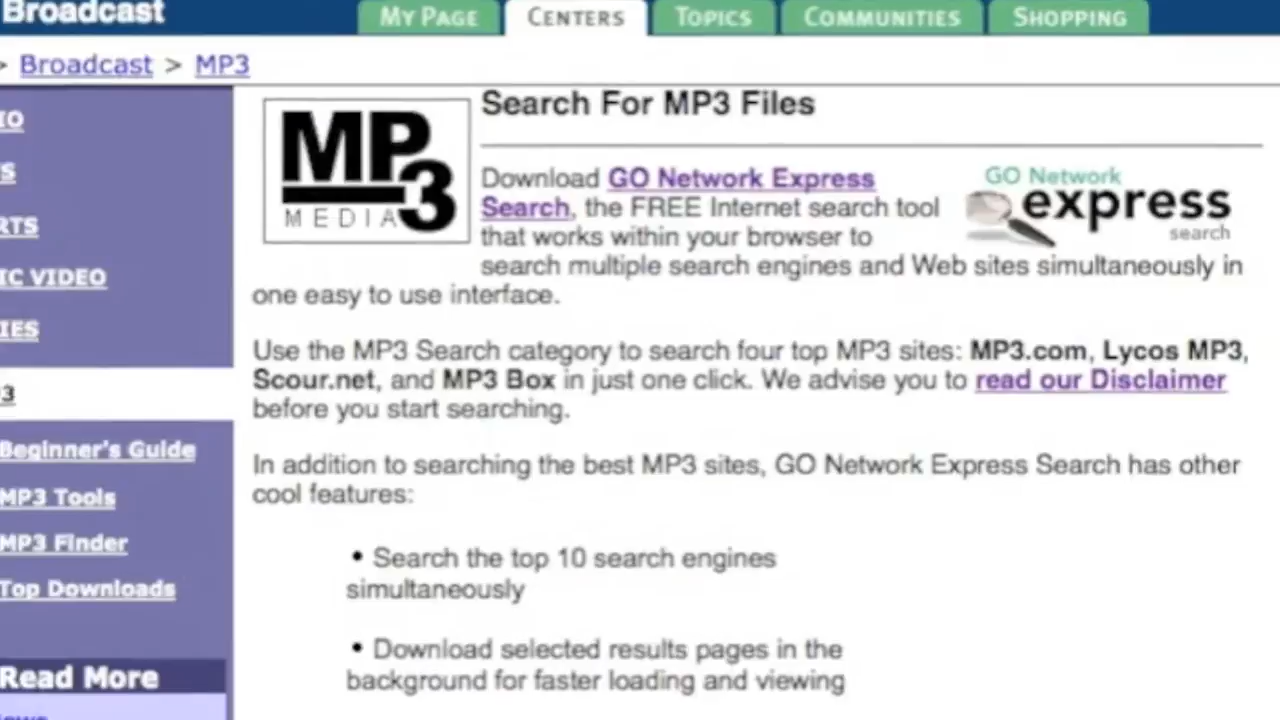 Broadcast
MY PAGE
CENTERS
TOPICS
COMMUNITIES
SHOPPING
> Broadcast > MP3
IO
S
RTS
IC VIDEO
IES
3
Beginner's Guide
MP3 Tools
MP3 Finder
Top Downloads
Read More
MP3
MEDIA
Search For MP3 Files
Download GO Network Express
Search, the FREE Internet search tool
that works within your browser to
search multiple search engines and Web sites simultaneously in
one easy to use interface.
GO Network
express
search
Use the MP3 Search category to search four top MP3 sites: MP3.com, Lycos MP3,
Scour.net, and MP3 Box in just one click. We advise you to read our Disclaimer
before you start searching.
In addition to searching the best MP3 sites, GO Network Express Search has other
cool features:
• Search the top 10 search engines
simultaneously
• Download selected results pages in the
background for faster loading and viewing